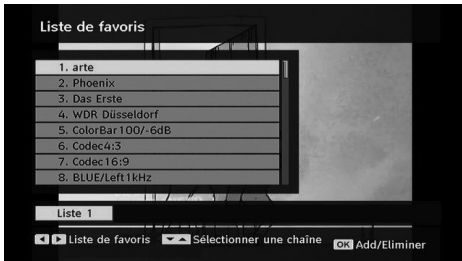 Liste de favoris
1. arte
2. Phoenix
3. Das Erste
4. WDR Düsseldorf
5. ColorBar100/-6dB
6. Codec4:3
7. Codec16:9
8. BLUE/Left1kHz
Liste 1
Liste de favoris Sélectionner une chaîne OK Add/Eliminer